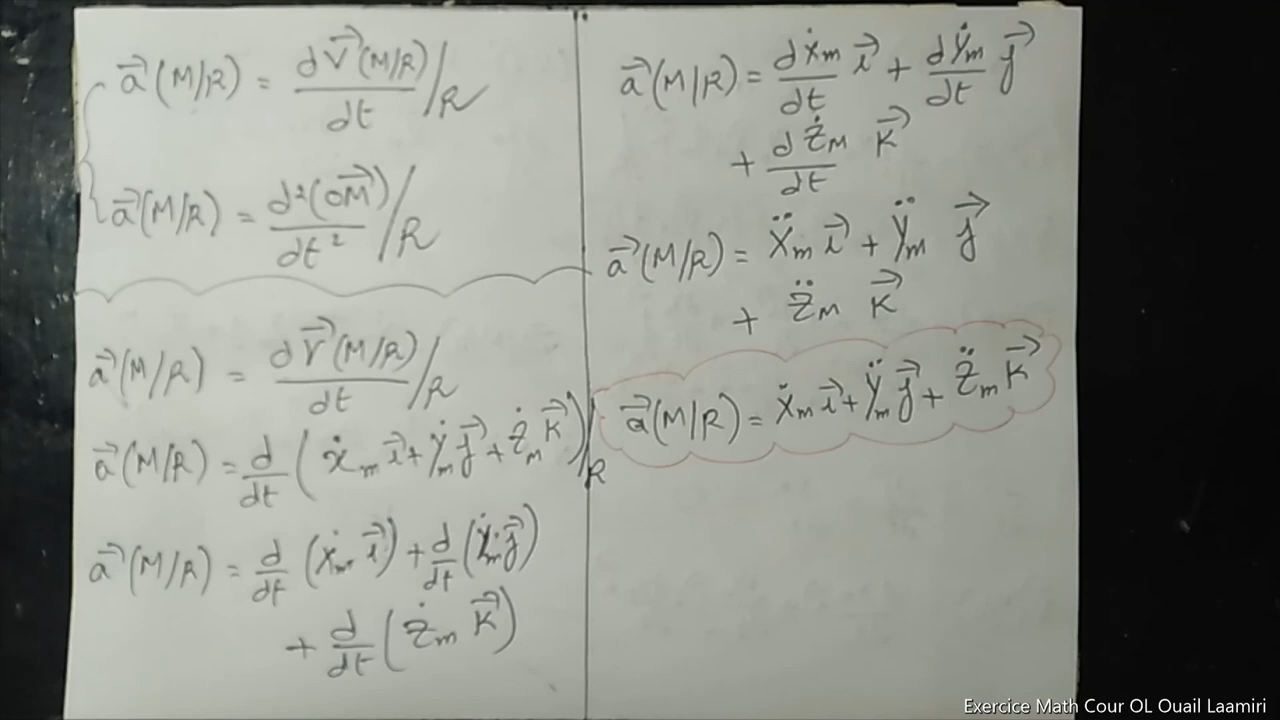 a⃗(M/R) = dV⃗(M/R)/dt /R
a⃗(M/R) = d²(OM⃗)/dt² /R
a⃗(M/R) = dV⃗(M/R)/dt /R
a⃗(M/R) = d/dt (ẋm i⃗ + ẏm j⃗ + żm k⃗) /R
a⃗(M/R) = d/dt (ẋm i⃗) + d/dt (ẏm j⃗)
+ d/dt (żm k⃗)
a⃗(M/R) = dẋm/dt i⃗ + dẏm/dt j⃗
+ dżM/dt k⃗
a⃗(M/R) = ẍm i⃗ + ÿm j⃗
+ z̈M k⃗
a⃗(M/R) = ẍm i⃗ + ÿm j⃗ + z̈m k⃗
Exercice Math Cour OL Ouail Laamiri